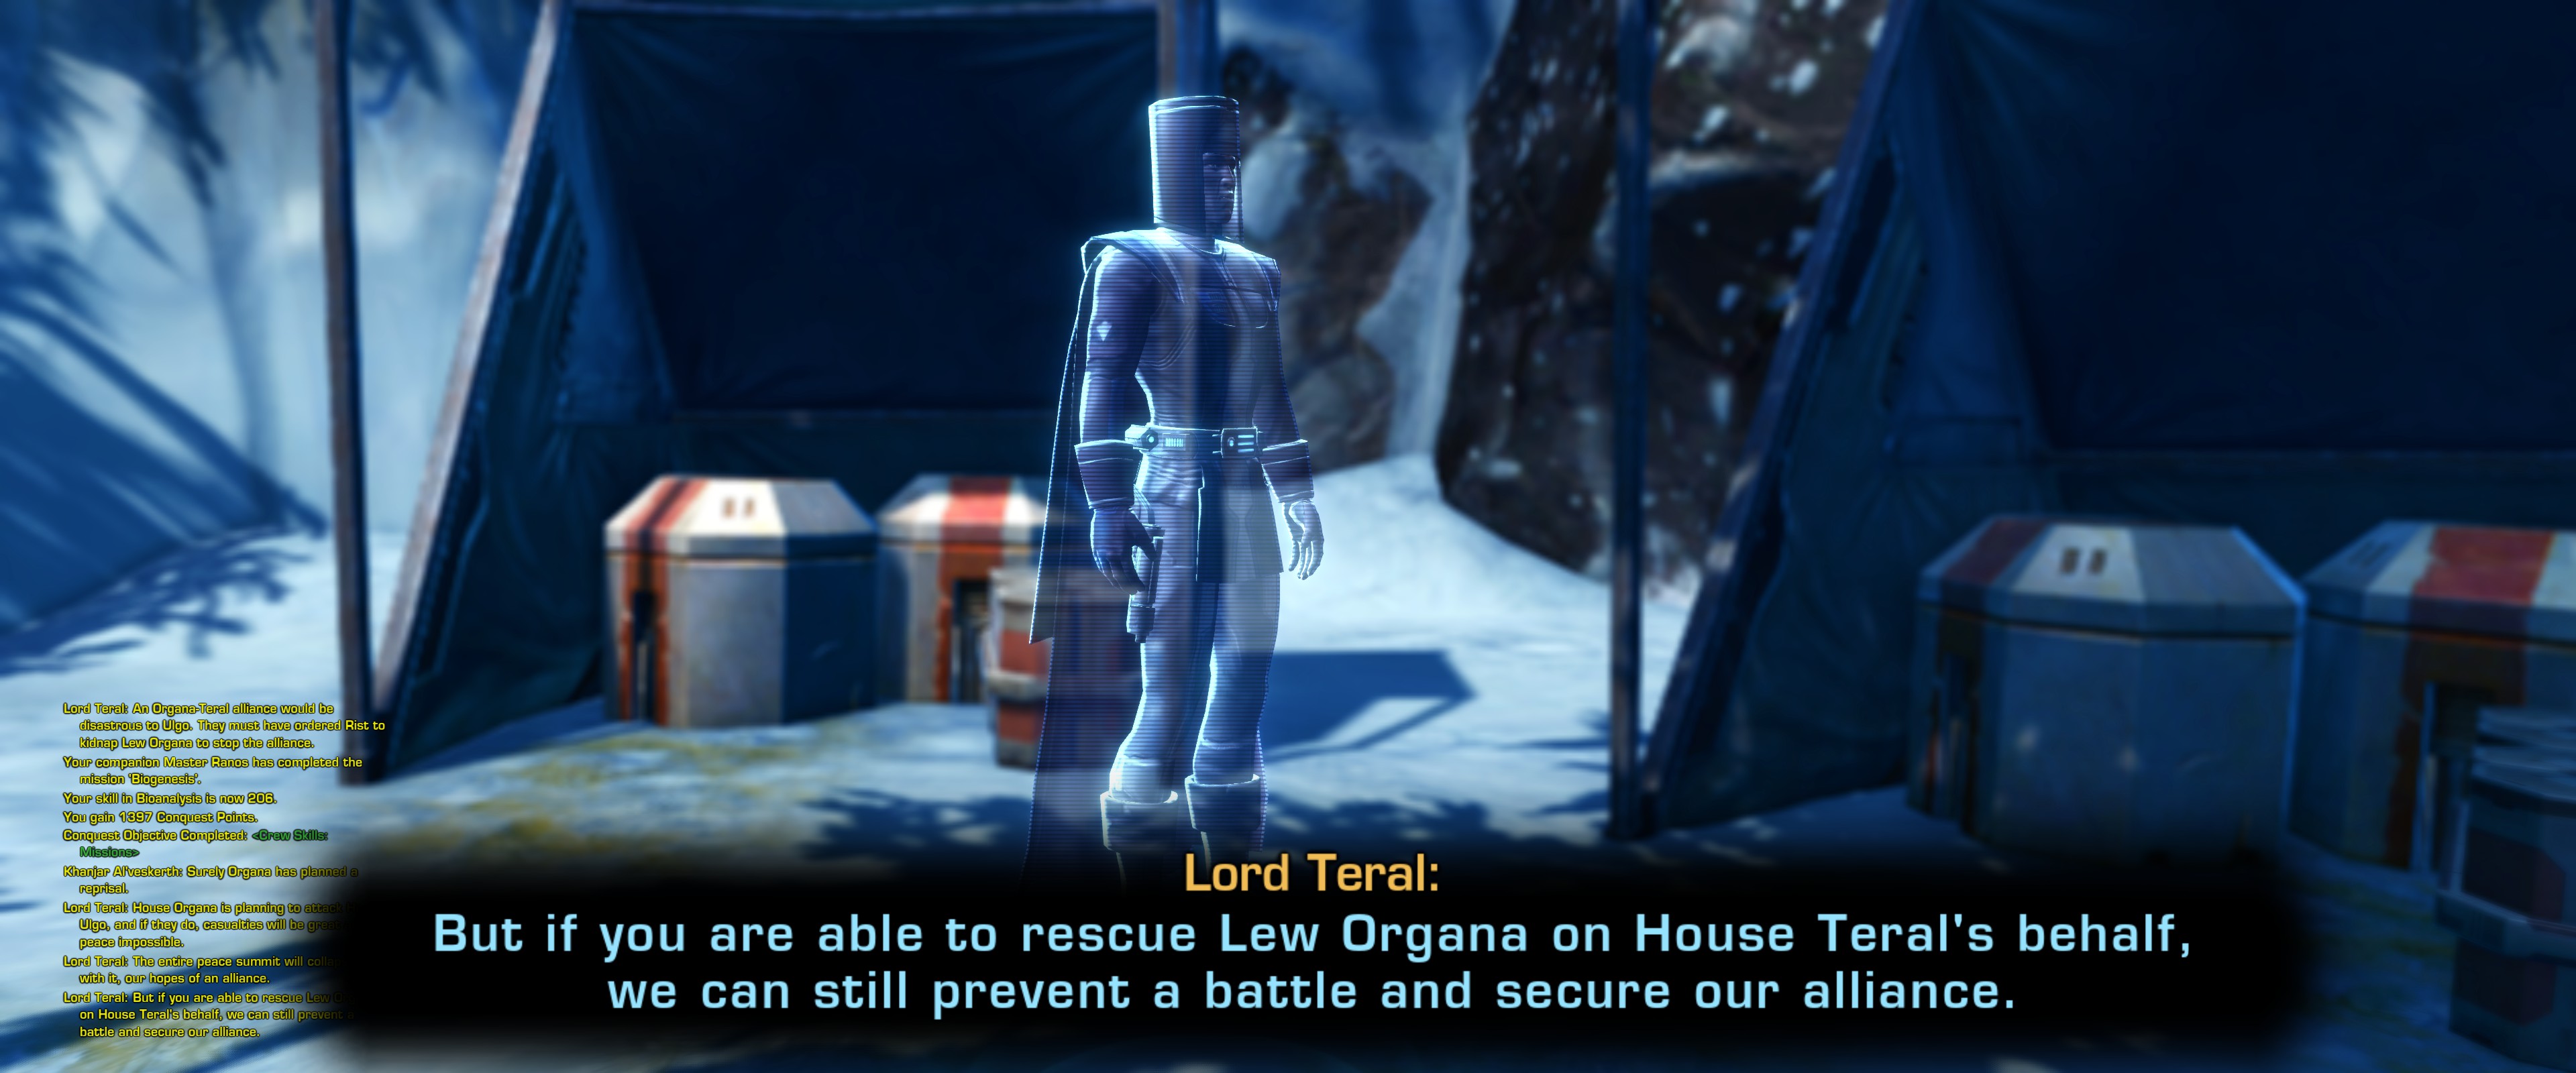 Lord Teral: An Organa-Teral alliance would be
disastrous to Ulgo. They must have ordered Rist to
kidnap Lew Organa to stop the alliance.
Your companion Master Ranos has completed the
mission 'Biogenesis'.
Your skill in Bioanalysis is now 206.
You gain 1397 Conquest Points.
Conquest Objective Completed: <Crew Skills:
Missions>
Khanjar Al'veskerth: Surely Organa has planned a
reprisal.
Lord Teral: House Organa is planning to attack
Ulgo, and if they do, casualties will be
peace impossible.
Lord Teral: The entire peace summit will
with it, our hopes of an alliance.
Lord Teral: But if you are able to rescue Lew
on House Teral's behalf, we can still prevent a
battle and secure our alliance.
Lord Teral:
But if you are able to rescue Lew Organa on House Teral's behalf,
we can still prevent a battle and secure our alliance.